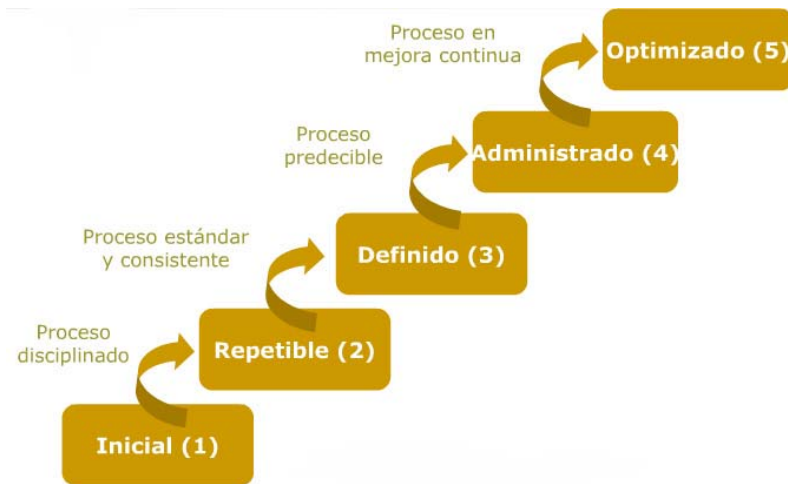 Proceso en
mejora continua
Optimizado (5)
Proceso
predecible
Administrado (4)
Proceso estándar
y consistente
Definido (3)
Proceso
disciplinado
Repetible (2)
Inicial (1)